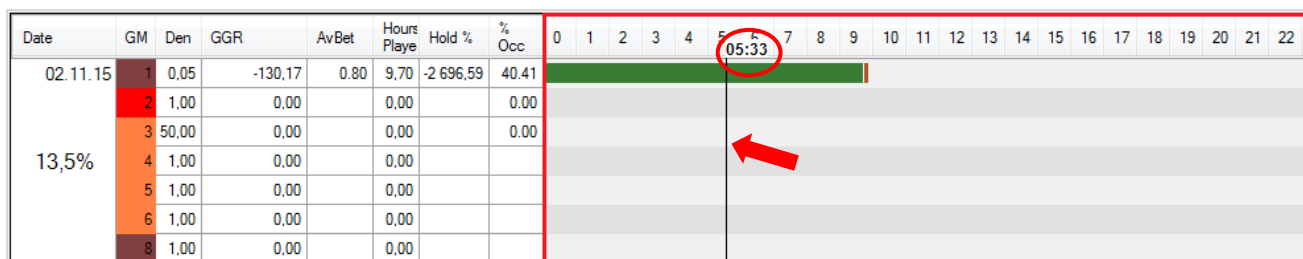 Date GM Den GGR AvBet Hours Playe Hold % % Occ 0 1 2 3 4 5 6 7 8 9 10 11 12 13 14 15 16 17 18 19 20 21 22
05:33
02.11.15 1 0,05 -130,17 0.80 9,70 -2 696,59 40.41
2 1,00 0,00 0,00 0.00
3 50,00 0,00 0,00 0.00
13,5% 4 1,00 0,00 0,00
5 1,00 0,00 0,00
6 1,00 0,00 0,00
8 1,00 0,00 0,00